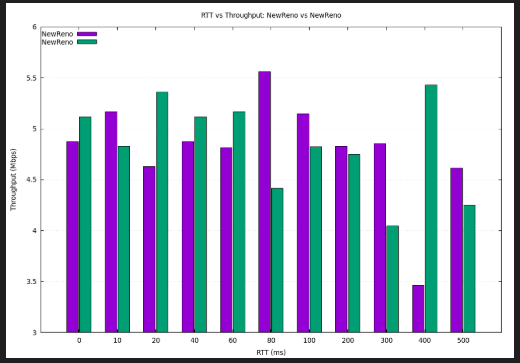 RTT vs Throughput: NewReno vs NewReno
NewReno
NewReno
6
5.5
5
4.5
4
3.5
3
Throughput (Mbps)
0 10 20 40 60 80 100 200 300 400 500
RTT (ms)